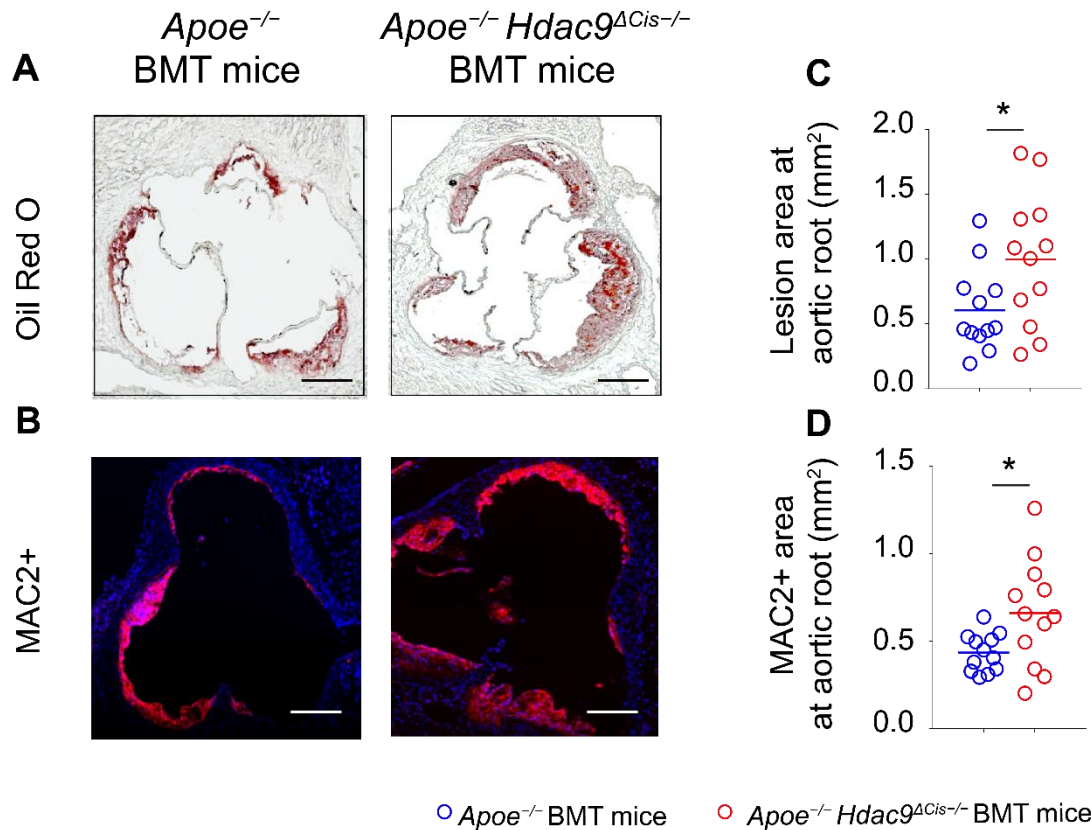 Apoe−/−
BMT mice
Apoe−/− Hdac9ΔCis−/−
BMT mice
A
Oil Red O
B
MAC2+
C
*
Lesion area at
aortic root (mm2)
2.0
1.5
1.0
0.5
0.0
D
*
MAC2+ area
at aortic root (mm2)
1.5
1.0
0.5
0.0
Apoe−/− BMT mice
Apoe−/− Hdac9ΔCis−/− BMT mice